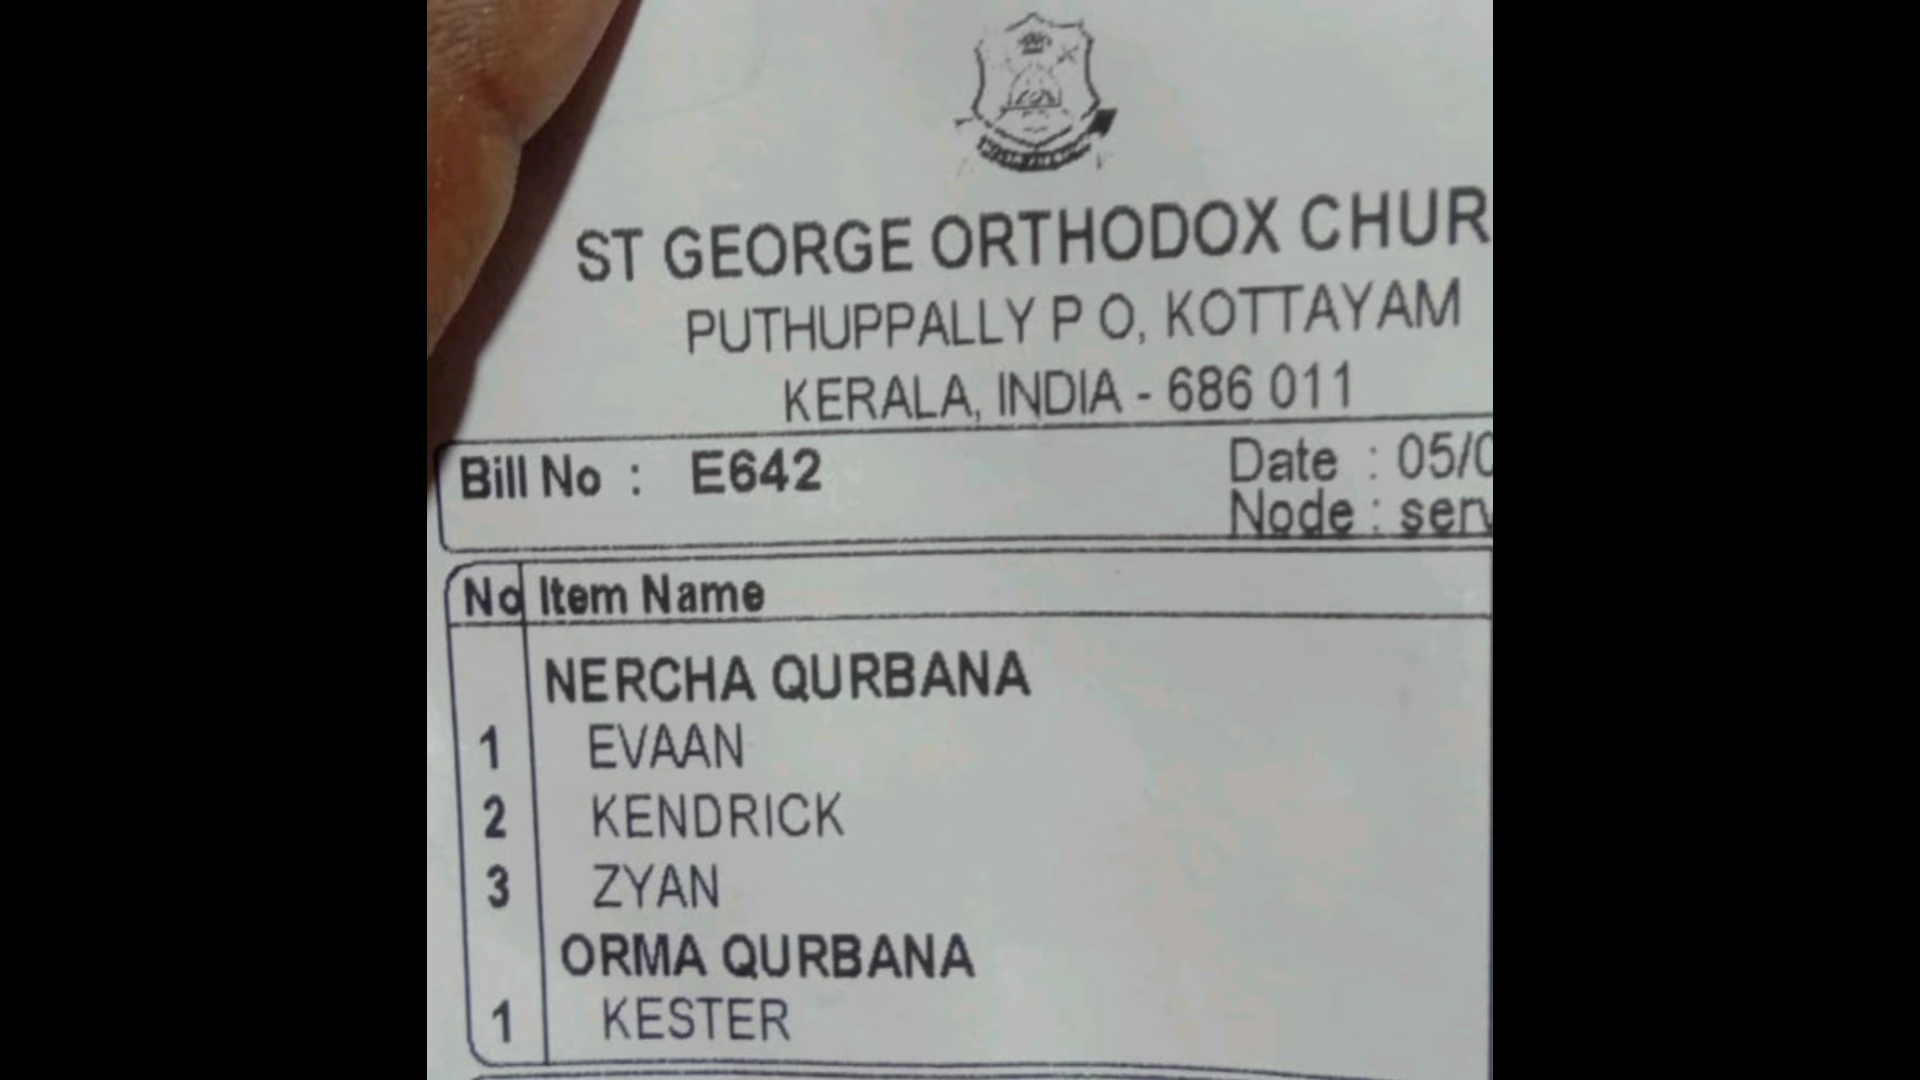 ST GEORGE ORTHODOX CHUR
PUTHUPPALLY P O, KOTTAYAM
KERALA, INDIA - 686 011
Bill No : E642
Date : 05/0
Node : serv
No Item Name
NERCHA QURBANA
1 EVAAN
2 KENDRICK
3 ZYAN
ORMA QURBANA
1 KESTER